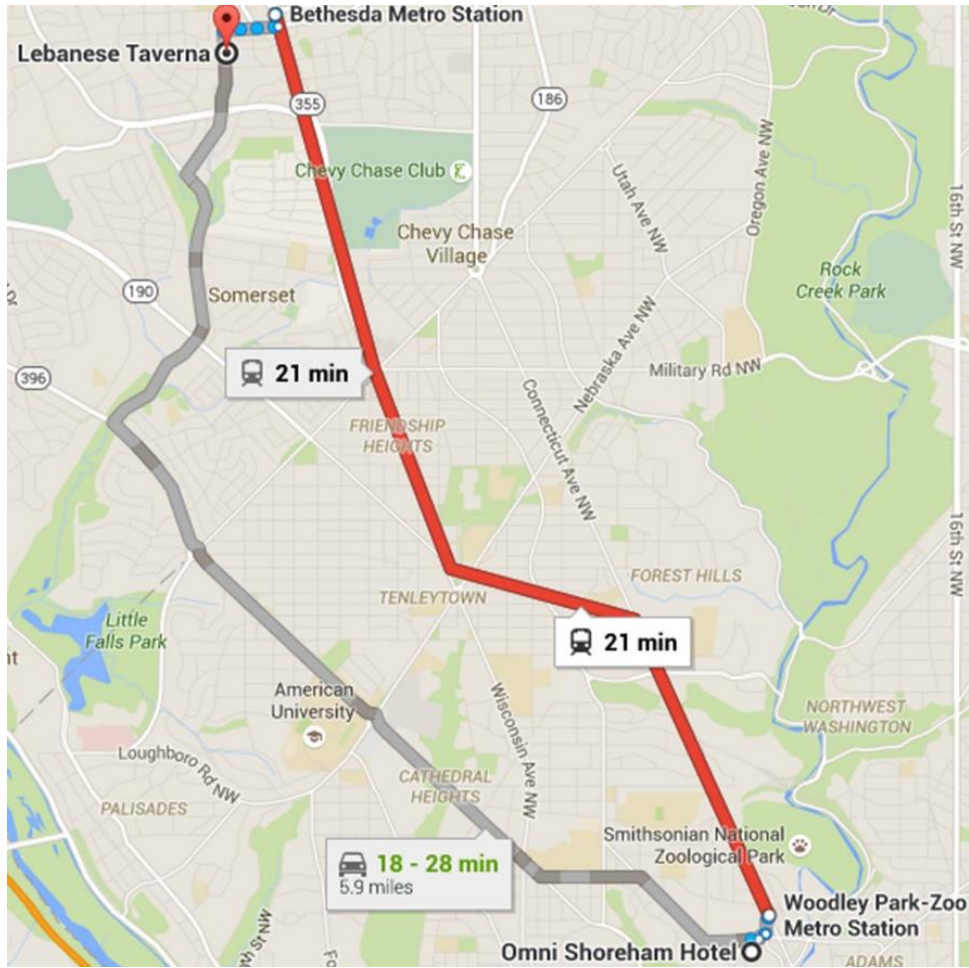 Bethesda Metro Station
Lebanese Taverna
355
186
Chevy Chase Club
Utah Ave NW
Oregon Ave NW
16th St NW
Chevy Chase
Village
Rock
Creek Park
190
Somerset
Nebraska Ave NW
Military Rd NW
396
21 min
Connecticut Ave NW
FRIENDSHIP
HEIGHTS
16th St NW
FOREST HILLS
TENLEYTOWN
Little
Falls Park
21 min
nt
American
University
Wisconsin Ave NW
NORTHWEST
WASHINGTON
Loughboro Rd NW
CATHEDRAL
HEIGHTS
PALISADES
Smithsonian National
Zoological Park
18 - 28 min
5.9 miles
Woodley Park-Zoo
Metro Station
Omni Shoreham Hotel
ADAMS